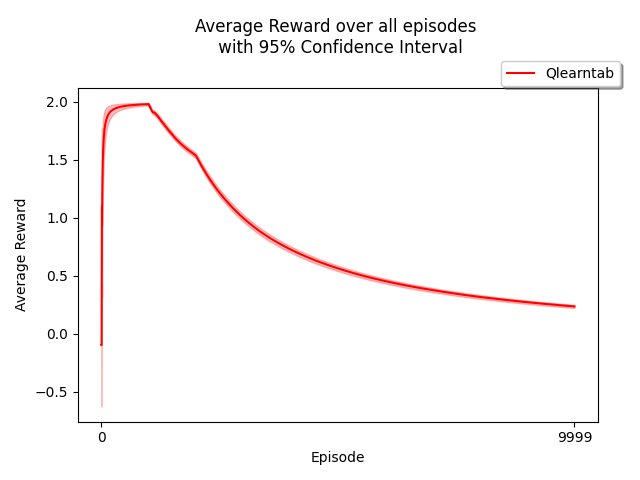 Average Reward over all episodes
with 95% Confidence Interval
Qlearntab
2.0
1.5
1.0
0.5
0.0
−0.5
Average Reward
0
9999
Episode